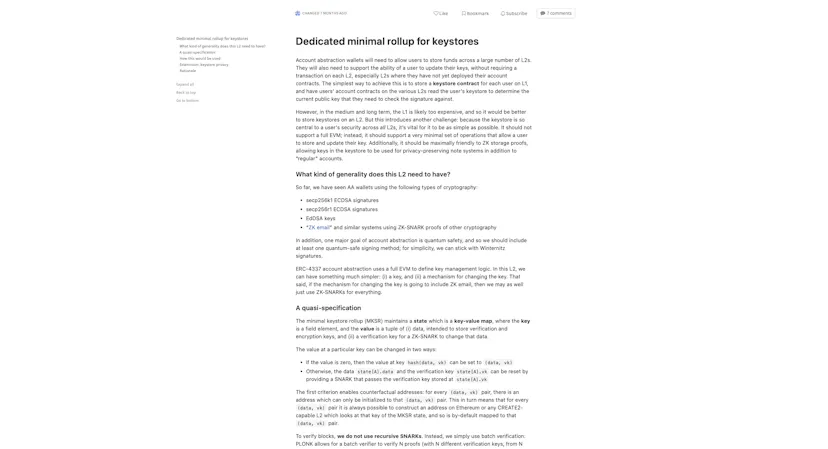 CHANGED 7 MONTHS AGO
Like
Bookmark
Subscribe
7 comments
Dedicated minimal rollup for keystores
What kind of generality does this L2 need to have?
A quasi-specification
How this would be used
Extension: keystore privacy
Rationale
Expand all
Back to top
Go to bottom
Dedicated minimal rollup for keystores
Account abstraction wallets will need to allow users to store funds across a large number of L2s.
They will also need to support the ability of a user to update their keys, without requiring a
transaction on each L2, especially L2s where they have not yet deployed their account
contracts. The simplest way to achieve this is to store a keystore contract for each user on L1,
and have users' account contracts on the various L2s read the user's keystore to determine the
current public key that they need to check the signature against.
However, in the medium and long term, the L1 is likely too expensive, and so it would be better
to store keystores on an L2. But this introduces another challenge: because the keystore is so
central to a user's security across all L2s, it's vital for it to be as simple as possible. It should not
support a full EVM; instead, it should support a very minimal set of operations that allow a user
to store and update their key. Additionally, it should be maximally friendly to ZK storage proofs,
allowing keys in the keystore to be used for privacy-preserving note systems in addition to
"regular" accounts.
What kind of generality does this L2 need to have?
So far, we have seen AA wallets using the following types of cryptography:
• secp256k1 ECDSA signatures
• secp256r1 ECDSA signatures
• EdDSA keys
• "ZK email" and similar systems using ZK-SNARK proofs of other cryptography
In addition, one major goal of account abstraction is quantum safety, and so we should include
at least one quantum-safe signing method; for simplicity, we can stick with Winternitz
signatures.
ERC-4337 account abstraction uses a full EVM to define key management logic. In this L2, we
can have something much simpler: (i) a key, and (ii) a mechanism for changing the key. That
said, if the mechanism for changing the key is going to include ZK email, then we may as well
just use ZK-SNARKs for everything.
A quasi-specification
The minimal keystore rollup (MKSR) maintains a state which is a key-value map, where the key
is a field element, and the value is a tuple of (i) data, intended to store verification and
encryption keys, and (ii) a verification key for a ZK-SNARK to change that data.
The value at a particular key can be changed in two ways:
• If the value is zero, then the value at key hash(data, vk) can be set to (data, vk)
• Otherwise, the data state[A].data and the verification key state[A].vk can be reset by
providing a SNARK that passes the verification key stored at state[A].vk
The first criterion enables counterfactual addresses: for every (data, vk) pair, there is an
address which can only be initialized to that (data, vk) pair. This in turn means that for every
(data, vk) pair it is always possible to construct an address on Ethereum or any CREATE2-
capable L2 which looks at that key of the MKSR state, and so is by-default mapped to that
(data, vk) pair.
To verify blocks, we do not use recursive SNARKs. Instead, we simply use batch verification:
PLONK allows for a batch verifier to verify N proofs (with N different verification keys, from N